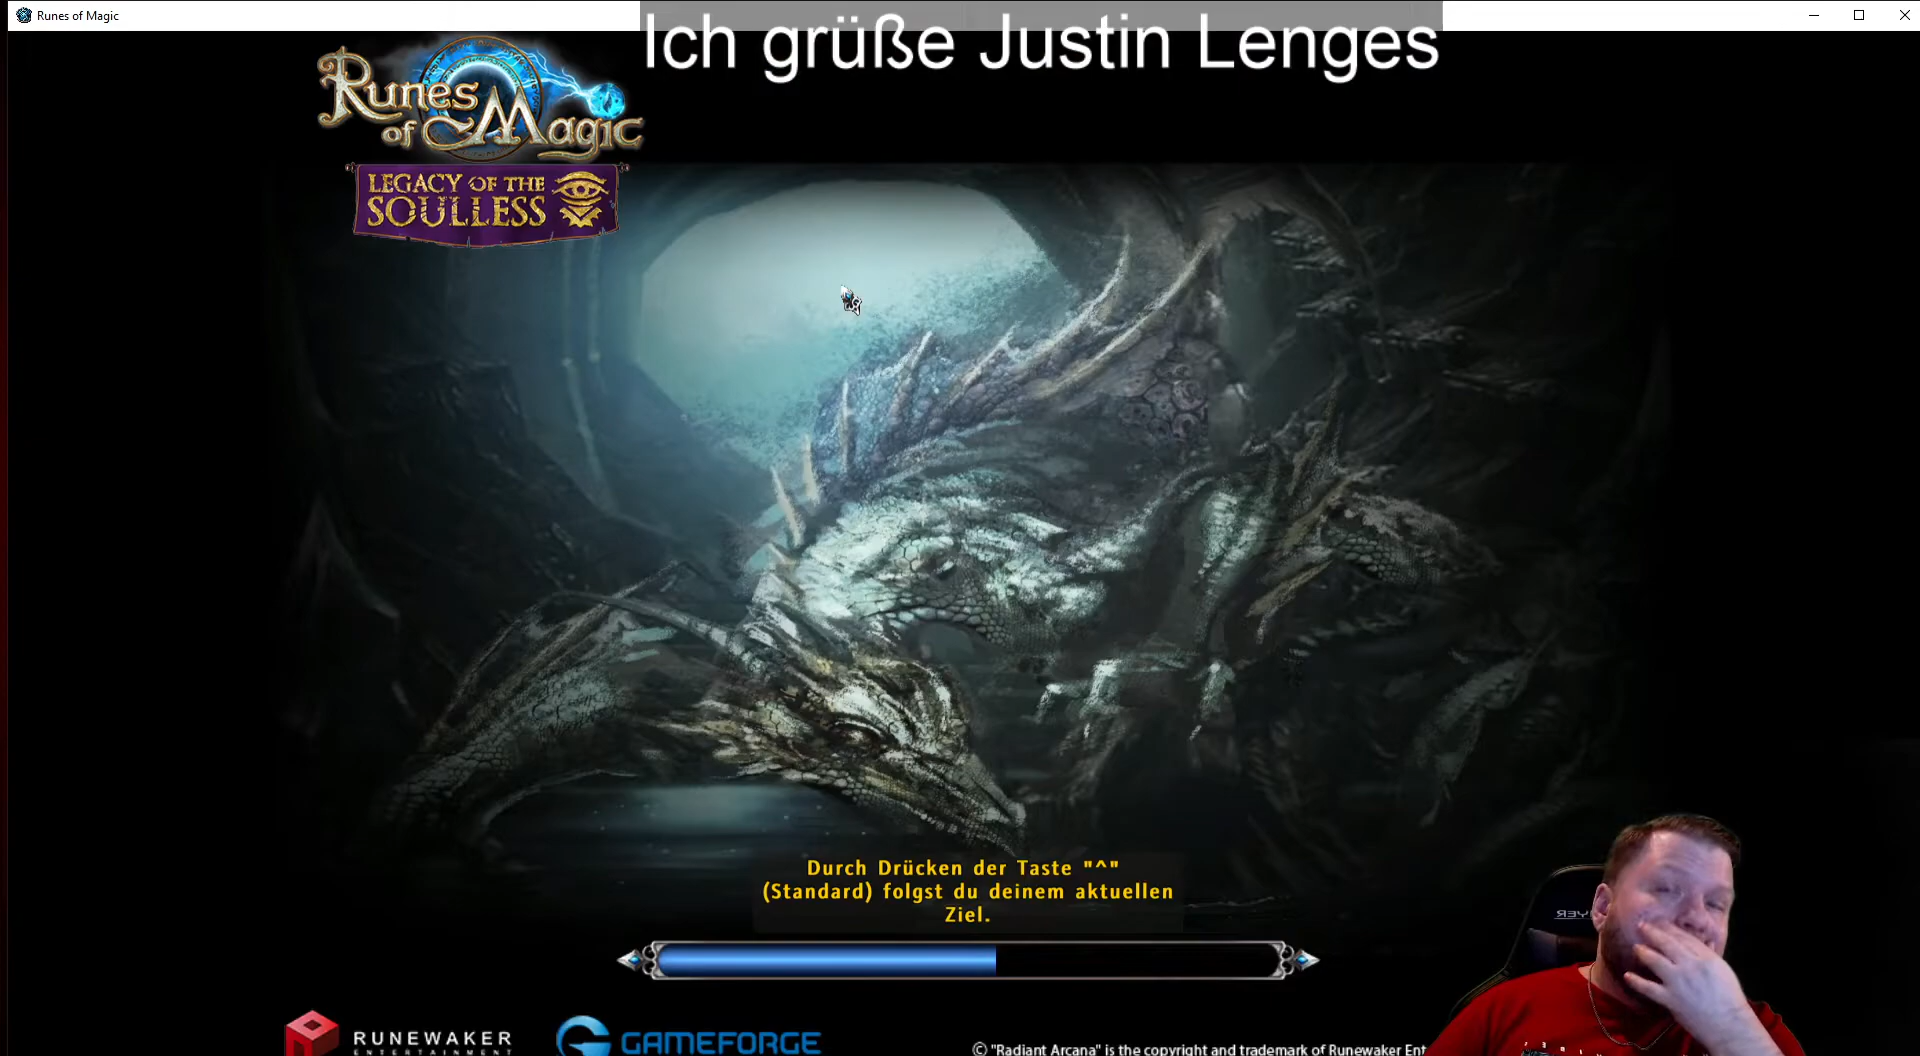 Runes of Magic
Ich grüße Justin Lenges
Runes
of Magic
LEGACY OF THE
SOULLESS
Durch Drücken der Taste "^"
(Standard) folgst du deinem aktuellen
Ziel.
RUNEWAKER
ENTERTAINMENT
GAMEFORGE
© "Radiant Arcana" is the copyright and trademark of Runewaker Ent